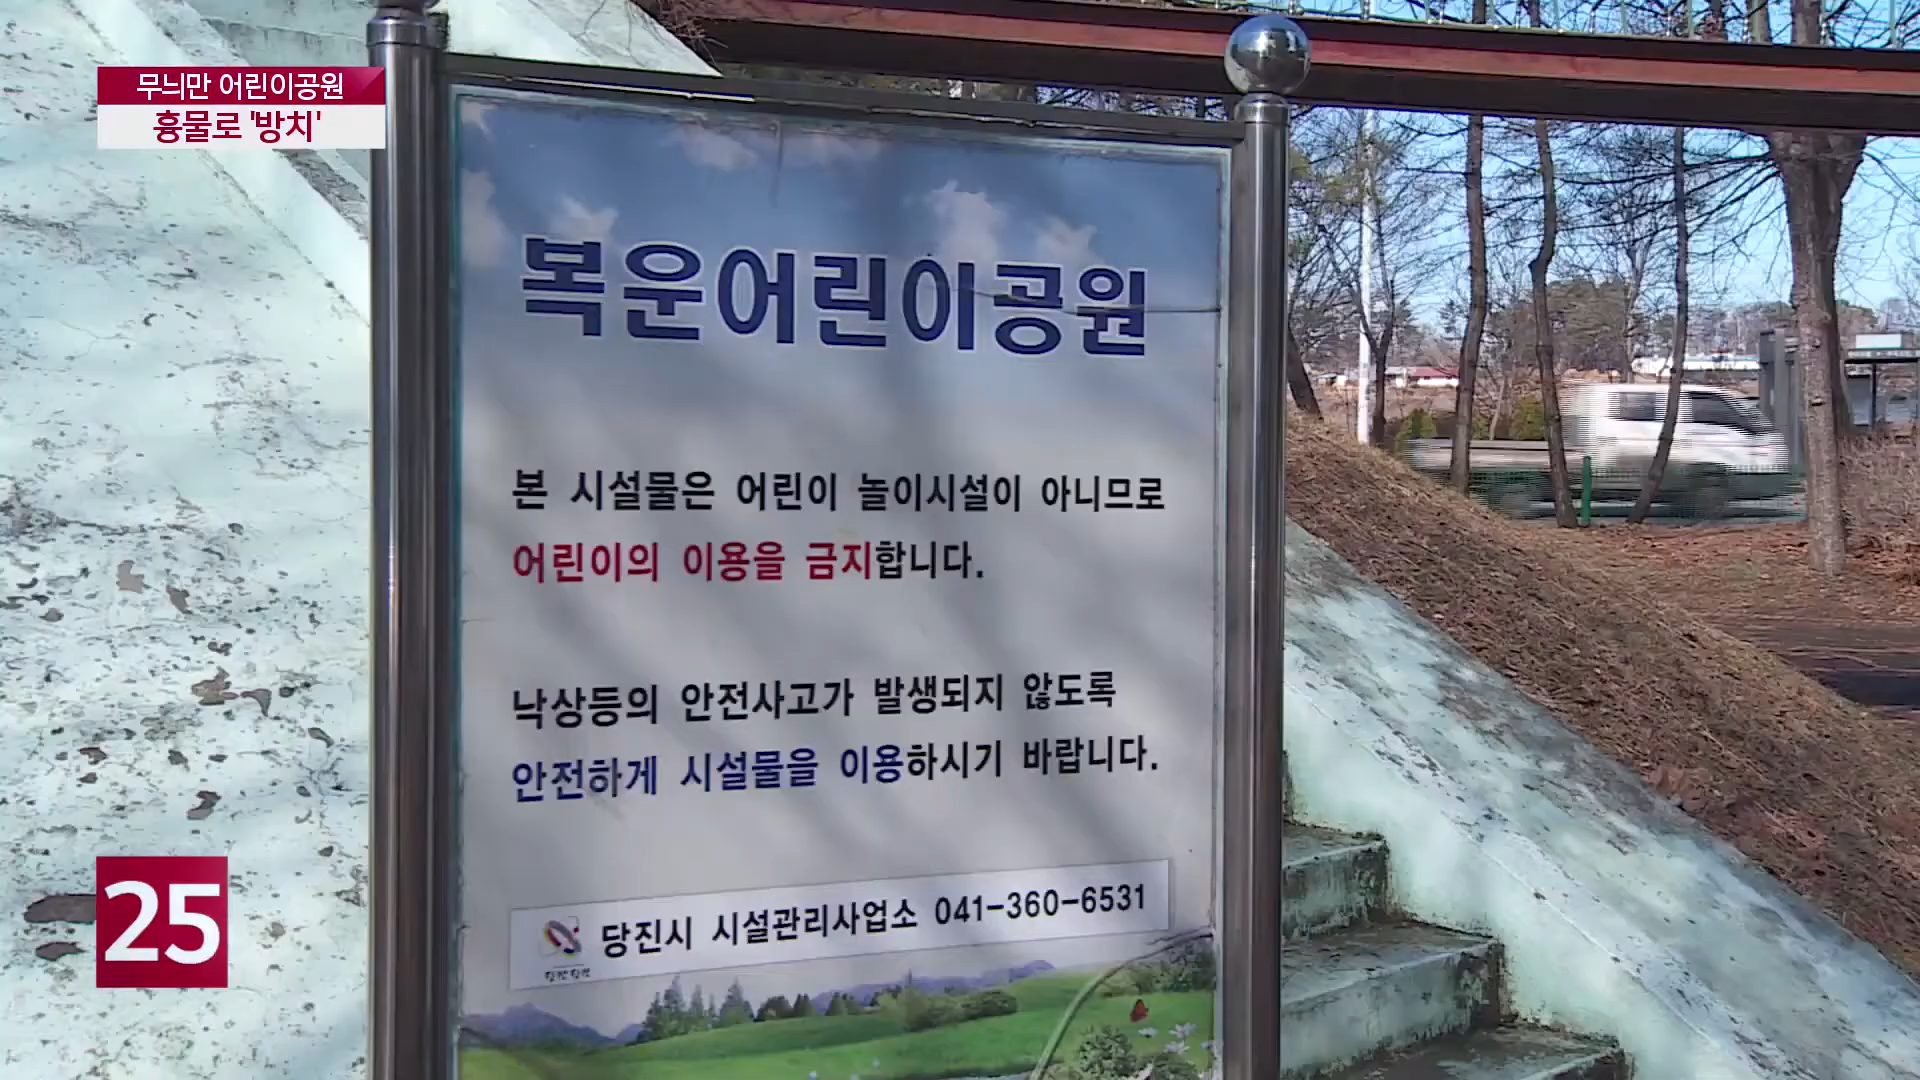 무늬만 어린이공원
흉물로 '방치'
복운어린이공원
본 시설물은 어린이 놀이시설이 아니므로
어린이의 이용을 금지합니다.
낙상등의 안전사고가 발생되지 않도록
안전하게 시설물을 이용하시기 바랍니다.
당진시 시설관리사업소 041-360-6531
25